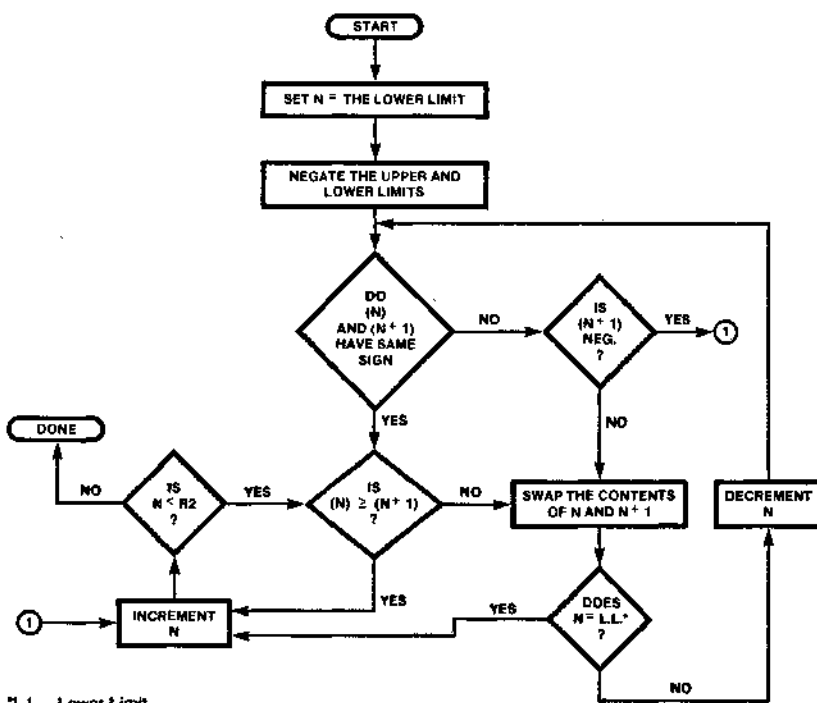 START
SET N = THE LOWER LIMIT
NEGATE THE UPPER AND
LOWER LIMITS
DO
(N)
AND (N + 1)
HAVE SAME
SIGN
NO
IS
(N + 1)
NEG.
?
YES
1
YES
NO
DONE
NO
IS
N < R2
?
YES
IS
(N) ≥ (N + 1)
?
NO
SWAP THE CONTENTS
OF N AND N + 1
DECREMENT
N
YES
1
INCREMENT
N
YES
DOES
N = L.L.*
?
NO
Lower Limit